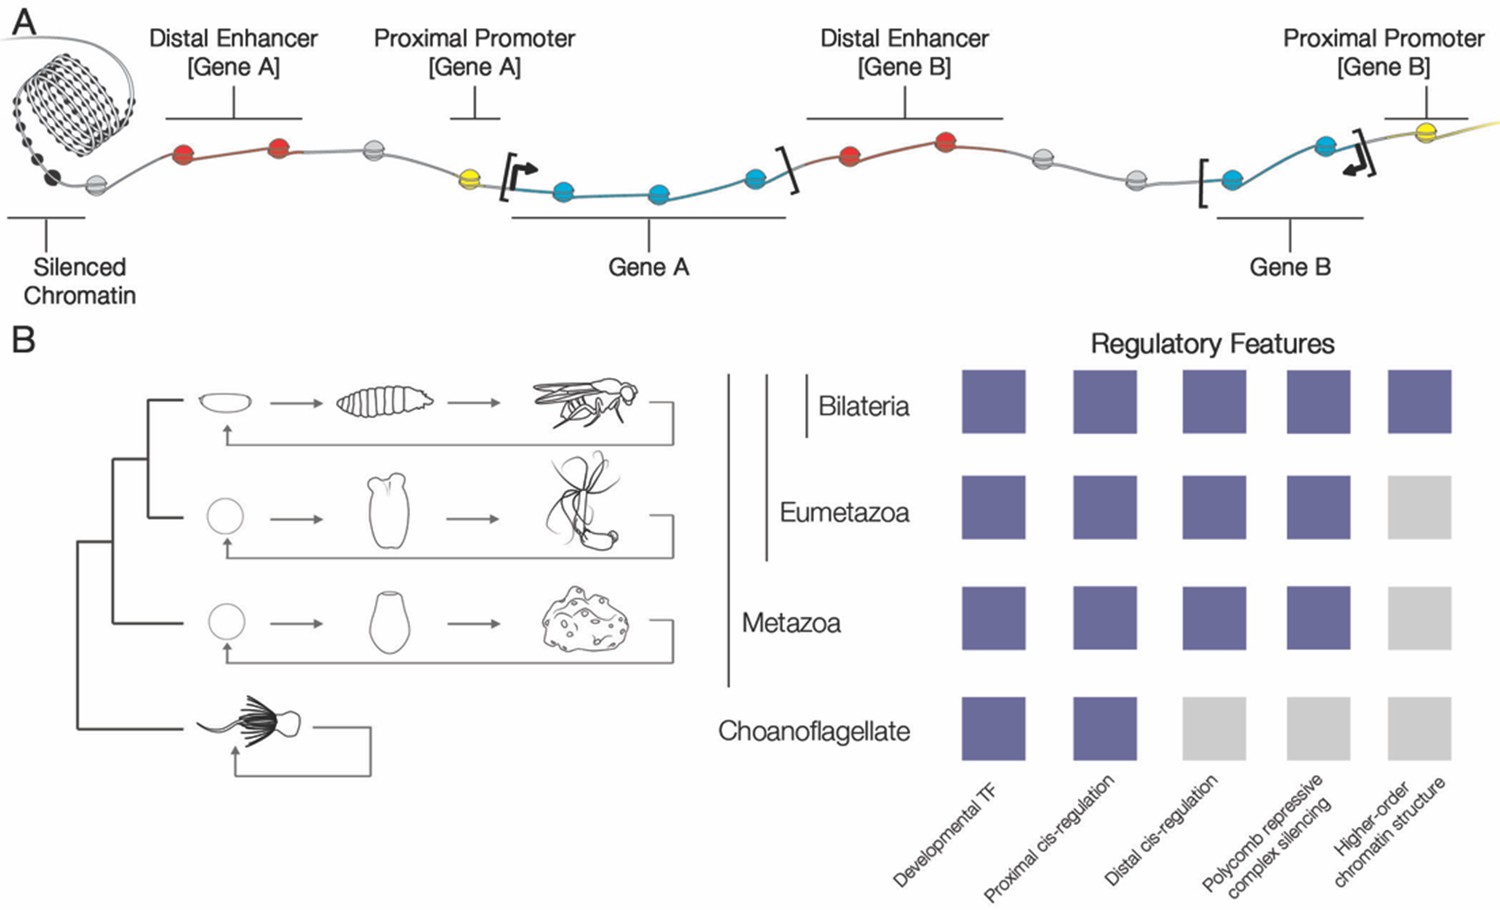 A
Distal Enhancer
[Gene A]
Proximal Promoter
[Gene A]
Distal Enhancer
[Gene B]
Proximal Promoter
[Gene B]
Silenced
Chromatin
Gene A
Gene B
B
Regulatory Features
Bilateria
Eumetazoa
Metazoa
Choanoflagellate
Developmental TF
Proximal cis-regulation
Distal cis-regulation
Polycomb repressive
complex silencing
Higher-order
chromatin structure